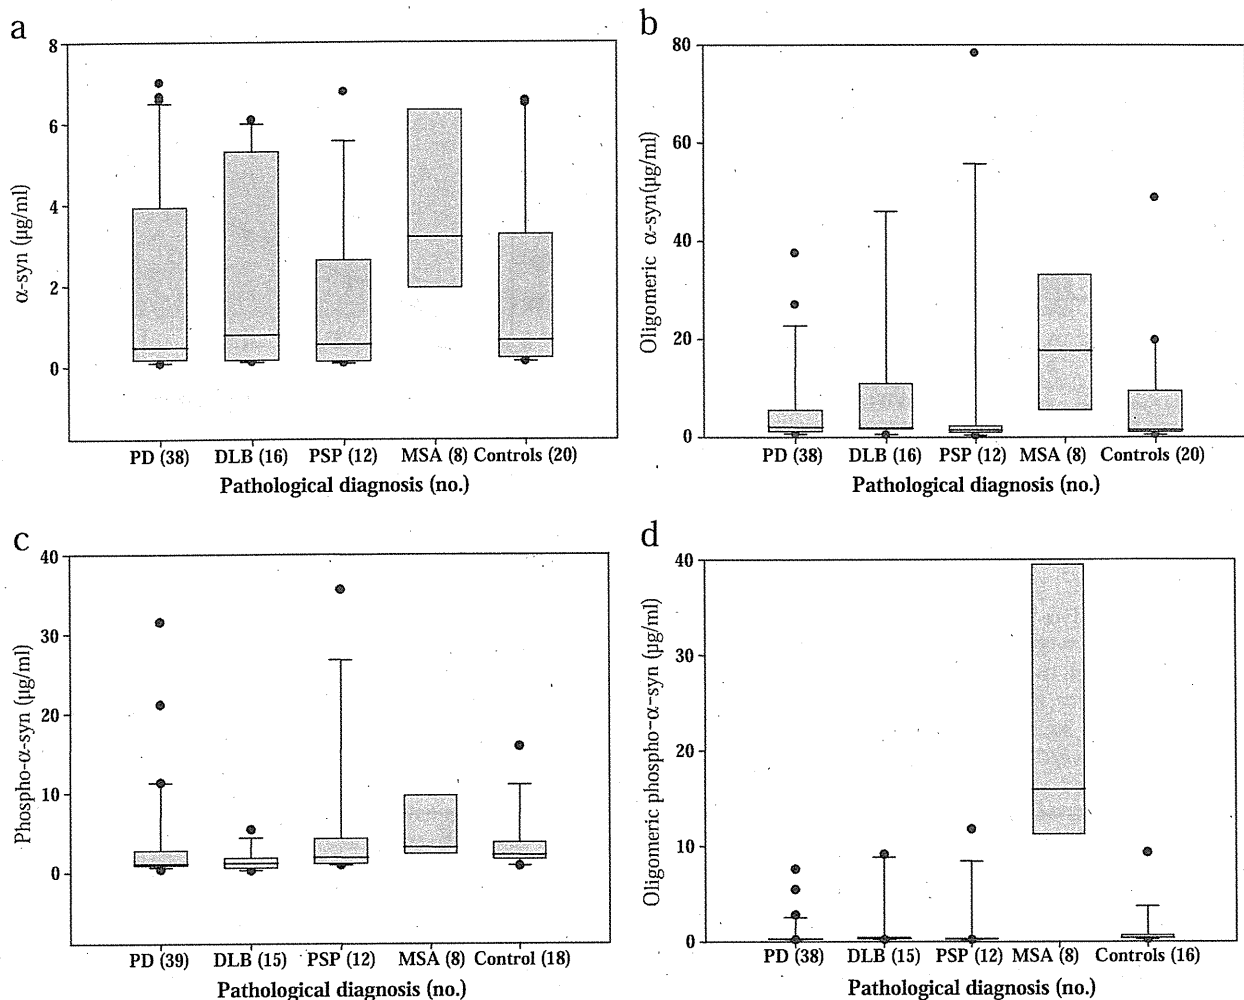 a
8
6
4
2
0
α-syn (µg/ml)
PD (38) DLB (16) PSP (12) MSA (8) Controls (20)
Pathological diagnosis (no.)
b
80
60
40
20
0
Oligomeric α-syn(µg/ml)
PD (38) DLB (16) PSP (12) MSA (8) Controls (20)
Pathological diagnosis (no.)
c
40
30
20
10
0
Phospho-α-syn (µg/ml)
PD (39) DLB (15) PSP (12) MSA (8) Control (18)
Pathological diagnosis (no.)
d
40
30
20
10
0
Oligomeric phospho-α-syn (µg/ml)
PD (38) DLB (15) PSP (12) MSA (8) Controls (16)
Pathological diagnosis (no.)